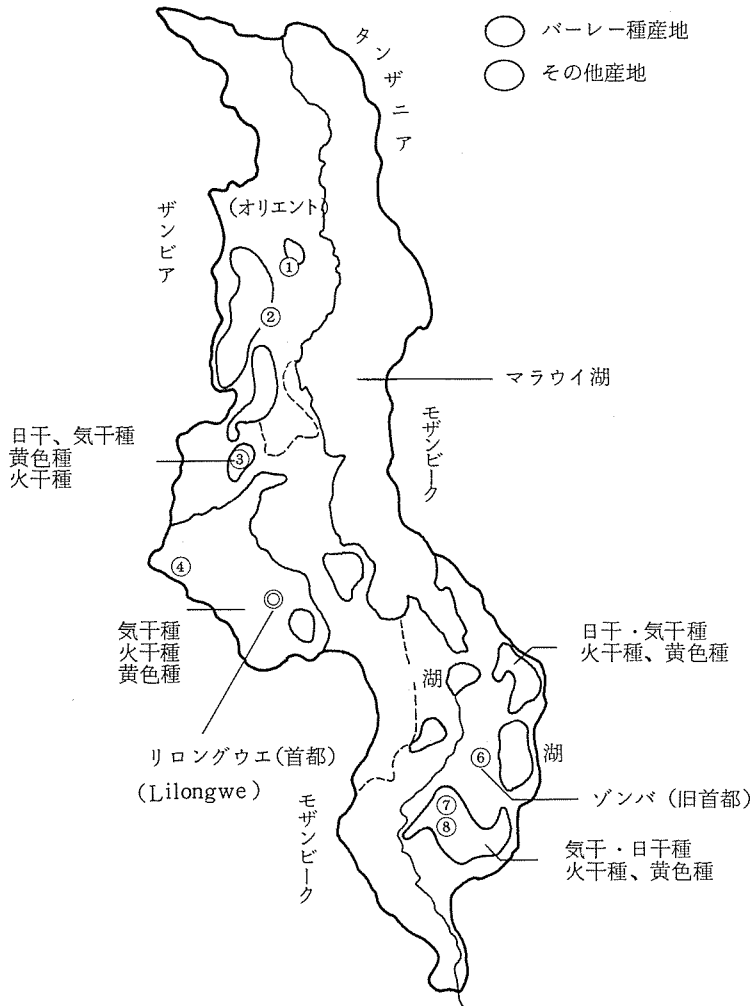 バーレー種産地
その他産地
タンザニア
ザンビア
(オリエント)
①
②
マラウイ湖
モザンビーク
日干、気干種
黄色種
火干種
③
④
気干種
火干種
黄色種
日干・気干種
火干種、黄色種
湖
湖
リロングウエ(首都)
(Lilongwe)
⑥
ゾンバ (旧首都)
モザンビーク
⑦
⑧
気干・日干種
火干種、黄色種